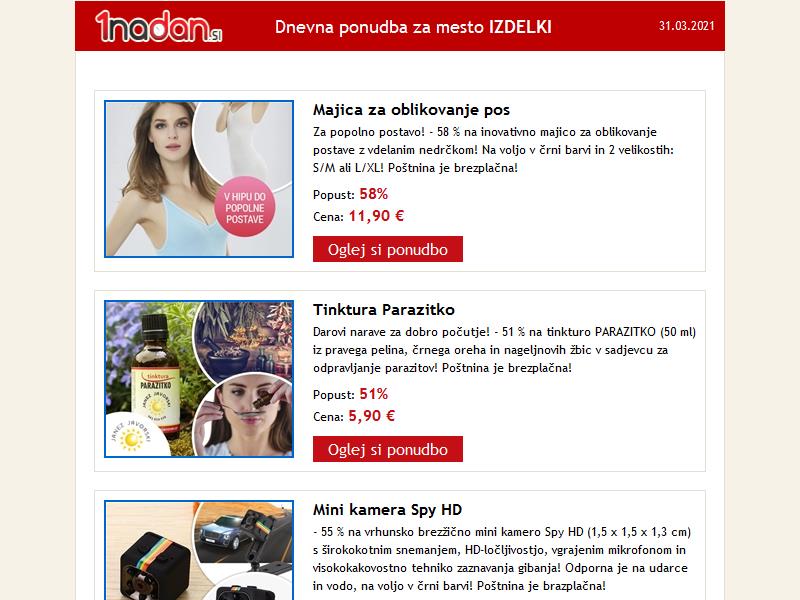 1nadan.si
Dnevna ponudba za mesto IZDELKI
31.03.2021
Majica za oblikovanje pos
Za popolno postavo! - 58 % na inovativno majico za oblikovanje
postave z vdelanim nedrčkom! Na voljo v črni barvi in 2 velikostih:
S/M ali L/XL! Poštnina je brezplačna!
V HIPU DO
POPOLNE
POSTAVE
Popust: 58%
Cena: 11,90 €
Oglej si ponudbo
Tinktura Parazitko
Darovi narave za dobro počutje! - 51 % na tinkturo PARAZITKO (50 ml)
iz pravega pelina, črnega oreha in nageljnovih žbic v sadjevcu za
odpravljanje parazitov! Poštnina je brezplačna!
tinktura
PARAZITKO
JANEZ JAVORSKI
Popust: 51%
Cena: 5,90 €
Oglej si ponudbo
Mini kamera Spy HD
- 55 % na vrhunsko brezžično mini kamero Spy HD (1,5 x 1,5 x 1,3 cm)
s širokokotnim snemanjem, HD-ločljivostjo, vgrajenim mikrofonom in
visokokakovostno tehniko zaznavanja gibanja! Odporna je na udarce
in vodo, na voljo v črni barvi! Poštnina je brazplačna!